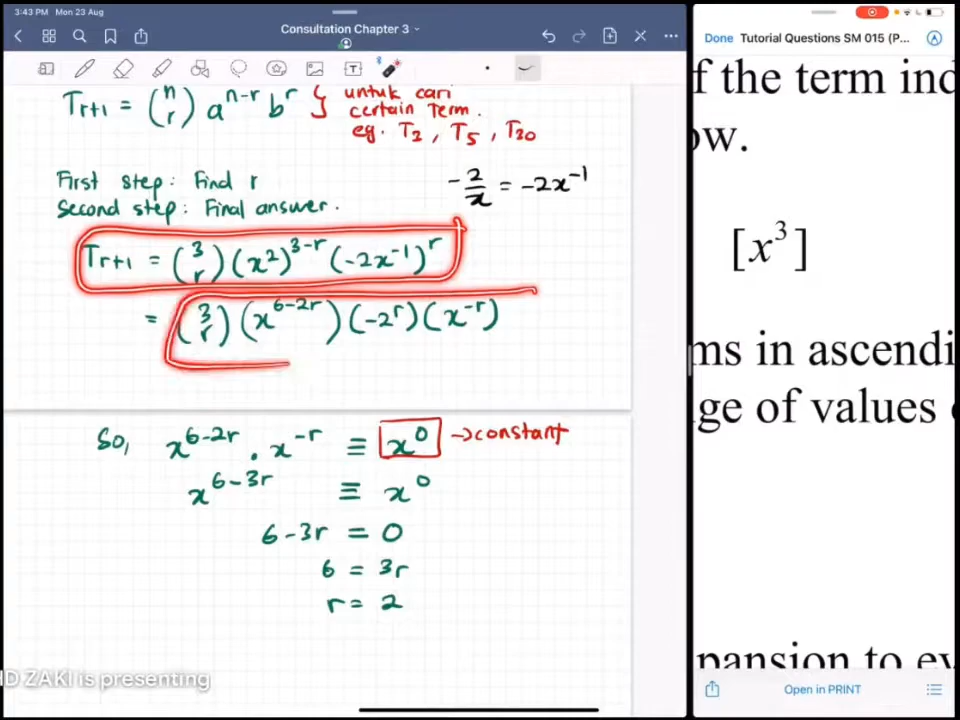 3:43 PM Mon 23 Aug
Consultation Chapter 3
Tr+1 = (n r) a^n-r b^r } untuk cari
certain term.
eg. T2, T5, T30
First step: Find r
Second step: Final answer.
-2/x = -2x^-1
Tr+1 = (3 r)(x^2)^3-r (-2x^-1)^r
= (3 r)(x^6-2r)(-2^r)(x^-r)
So, x^6-2r . x^-r ≡ x^0 → constant
x^6-3r ≡ x^0
6-3r = 0
6 = 3r
r = 2
ZAKI is presenting
Done Tutorial Questions SM 015 (P...
f the term ind
ow.
[x^3]
ms in ascendi
ge of values
pansion to ev
Open in PRINT